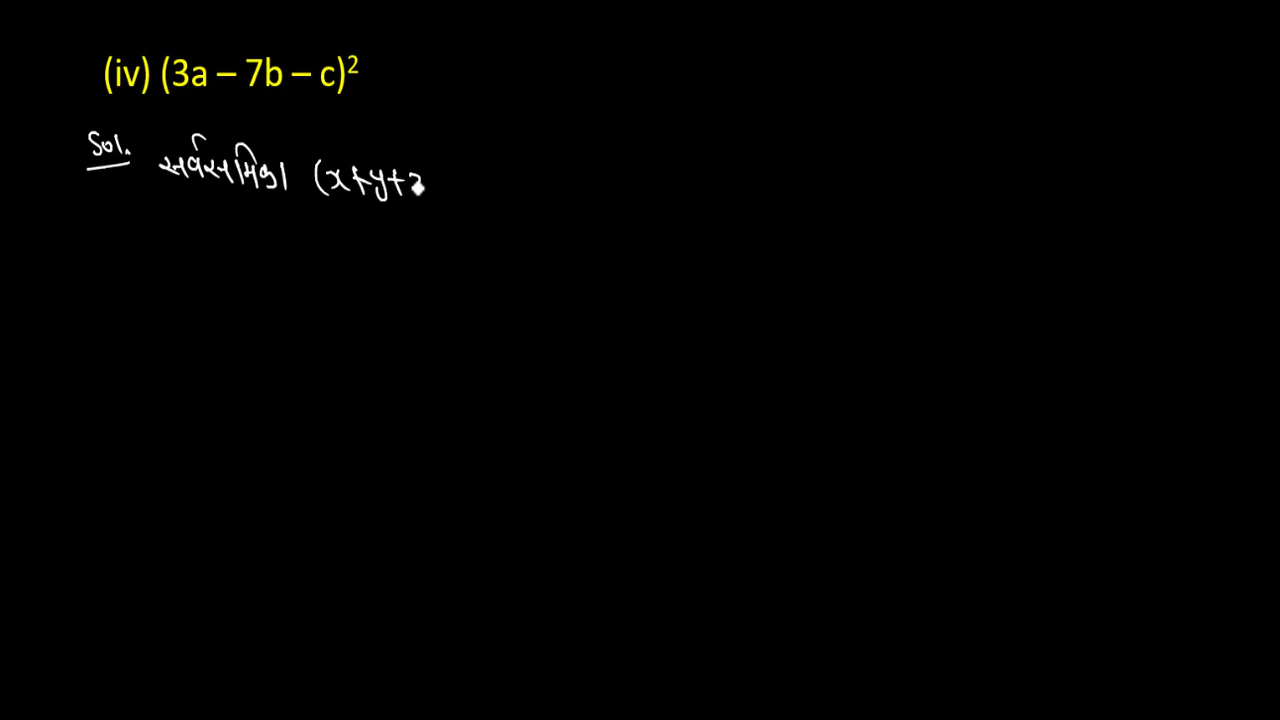 (iv) (3a – 7b – c)²
Sol.
सर्वसमिका (x+y+z